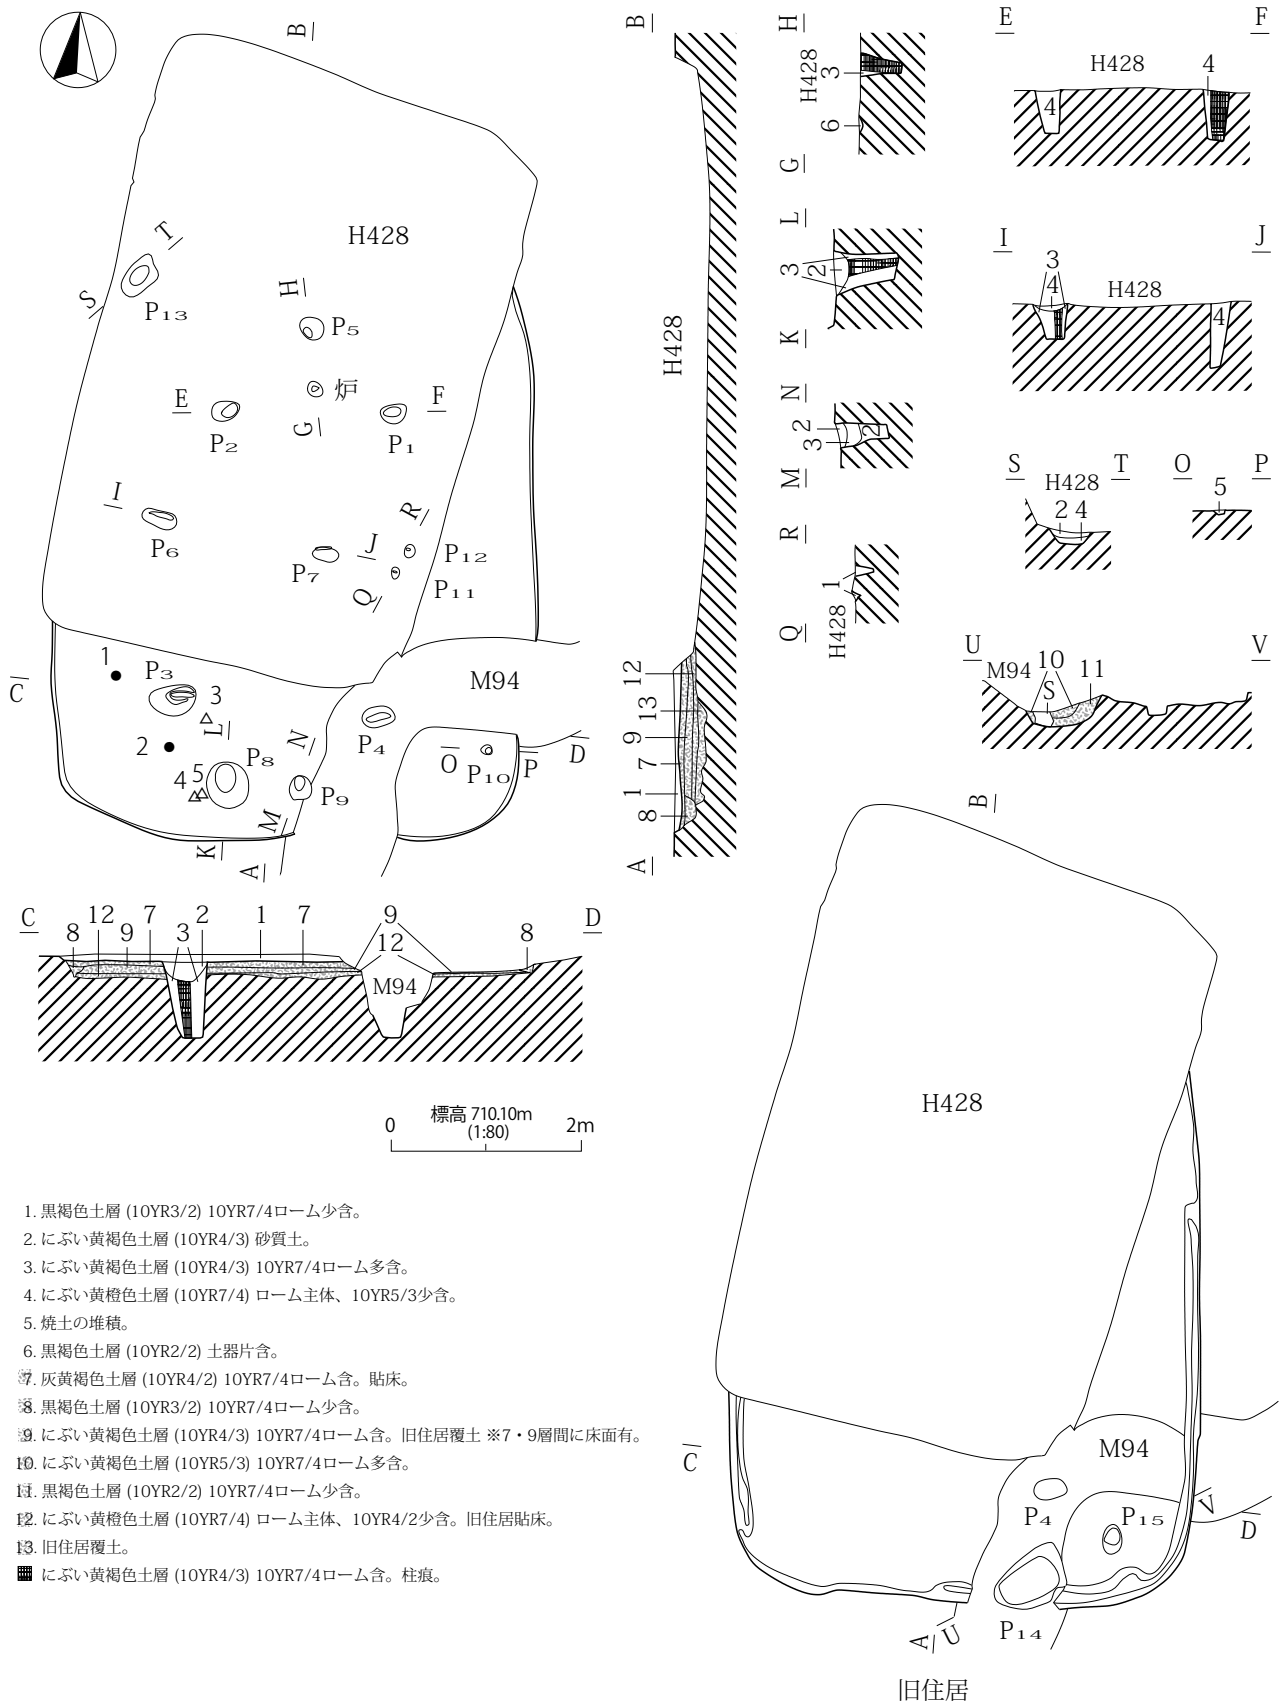 B
T
H428
S
H
P13
P5
炉
E
F
G
P2
P1
I
R
P6
J
P12
P7
Q
P11
C
1
P3
3
L
M94
2
N
P4
D
4 5
P8
O
P10
P
P9
M
K
A
B
H428
12
13
9
7
1
8
A
H
H428
3
6
G
L
3
2
K
N
2
3
2
M
R
1
H428
Q
E
F
H428
4
4
I
J
3
4
H428
4
S
T
H428
2 4
O
P
5
U
V
M94
10
11
S
C
D
8
12
9
7
3
2
1
7
9
12
8
M94
標高 710.10m
0
(1:80)
2m
B
H428
C
M94
P4
P15
V
D
A
U
P14
旧住居
1. 黒褐色土層 (10YR3/2) 10YR7/4ローム少含。
2. にぶい黄褐色土層 (10YR4/3) 砂質土。
3. にぶい黄褐色土層 (10YR4/3) 10YR7/4ローム多含。
4. にぶい黄橙色土層 (10YR7/4) ローム主体、10YR5/3少含。
5. 焼土の堆積。
6. 黒褐色土層 (10YR2/2) 土器片含。
7. 灰黄褐色土層 (10YR4/2) 10YR7/4ローム含。貼床。
8. 黒褐色土層 (10YR3/2) 10YR7/4ローム少含。
9. にぶい黄褐色土層 (10YR4/3) 10YR7/4ローム含。旧住居覆土 ※7・9層間に床面有。
10. にぶい黄褐色土層 (10YR5/3) 10YR7/4ローム多含。
11. 黒褐色土層 (10YR2/2) 10YR7/4ローム少含。
12. にぶい黄橙色土層 (10YR7/4) ローム主体、10YR4/2少含。旧住居貼床。
13. 旧住居覆土。
にぶい黄褐色土層 (10YR4/3) 10YR7/4ローム含。柱痕。